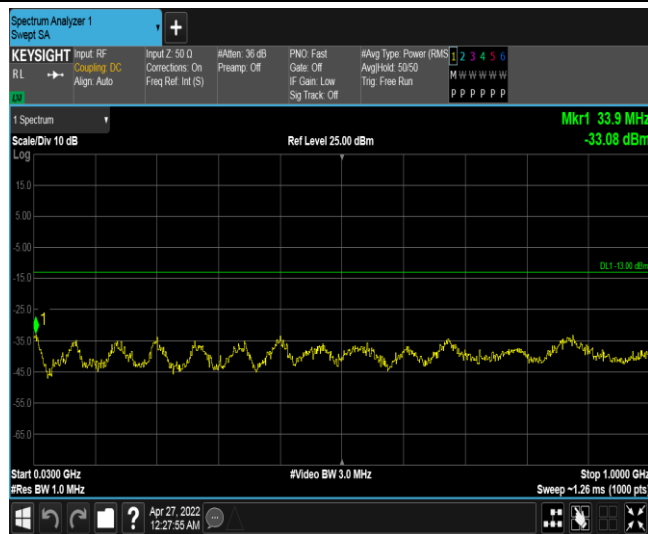 Spectrum Analyzer 1
Swept SA
+
KEYSIGHT
RL
Input: RF
Coupling: DC
Align: Auto
Input Z: 50 Ω
Corrections: On
Freq Ref: Int (S)
#Atten: 36 dB
Preamp: Off
PNO: Fast
Gate: Off
IF Gain: Low
Sig Track: Off
#Avg Type: Power (RMS
Avg|Hold: 50/50
Trig: Free Run
1 2 3 4 5 6
M W W W W W
P P P P P P
1 Spectrum
Mkr1 33.9 MHz
Scale/Div 10 dB
Ref Level 25.00 dBm
-33.08 dBm
Log
15.0
5.00
-5.00
DL1 -13.00 dBm
-15.0
-25.0
1
-35.0
-45.0
-55.0
-65.0
Start 0.0300 GHz
#Video BW 3.0 MHz
Stop 1.0000 GHz
#Res BW 1.0 MHz
Sweep ~1.26 ms (1000 pts)
?
Apr 27, 2022
12:27:55 AM